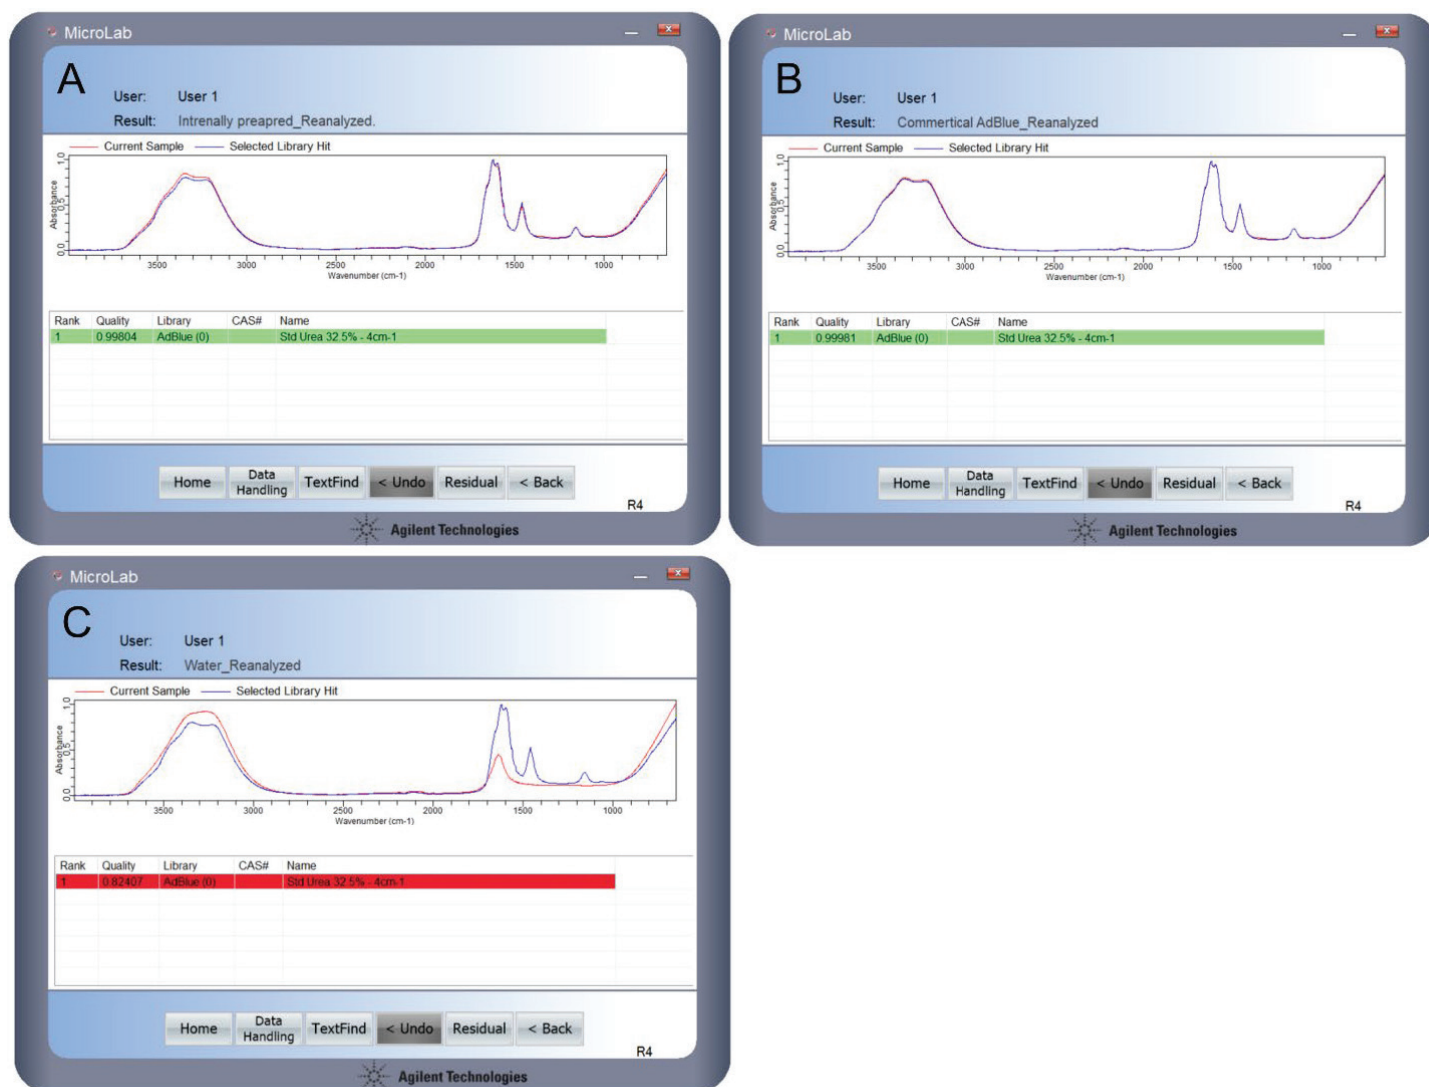 MicroLab
A
User: User 1
Result: Intrenally preapred_Reanalyzed.
Current Sample Selected Library Hit
Absorbance
0.0 0.5 1.0
3500 3000 2500 2000 1500 1000
Wavenumber (cm-1)
Rank Quality Library CAS# Name
1 0.99804 AdBlue (0) Std Urea 32.5% - 4cm-1
Home Data Handling TextFind < Undo Residual < Back
R4
Agilent Technologies
MicroLab
B
User: User 1
Result: Commertical AdBlue_Reanalyzed
Current Sample Selected Library Hit
Absorbance
0.0 0.5 1.0
3500 3000 2500 2000 1500 1000
Wavenumber (cm-1)
Rank Quality Library CAS# Name
1 0.99981 AdBlue (0) Std Urea 32.5% - 4cm-1
Home Data Handling TextFind < Undo Residual < Back
R4
Agilent Technologies
MicroLab
C
User: User 1
Result: Water_Reanalyzed
Current Sample Selected Library Hit
Absorbance
0.0 0.5 1.0
3500 3000 2500 2000 1500 1000
Wavenumber (cm-1)
Rank Quality Library CAS# Name
1 0.82407 AdBlue (0) Std Urea 32.5% - 4cm-1
Home Data Handling TextFind < Undo Residual < Back
R4
Agilent Technologies